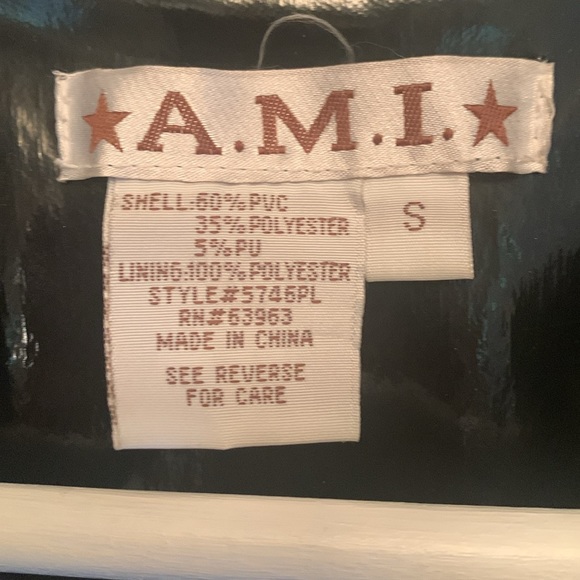 ★A.M.I.★
SHELL:60%PVC
35%POLYESTER
5%PU
LINING:100%POLYESTER
STYLE#5746PL
RN#63963
MADE IN CHINA
SEE REVERSE
FOR CARE
S